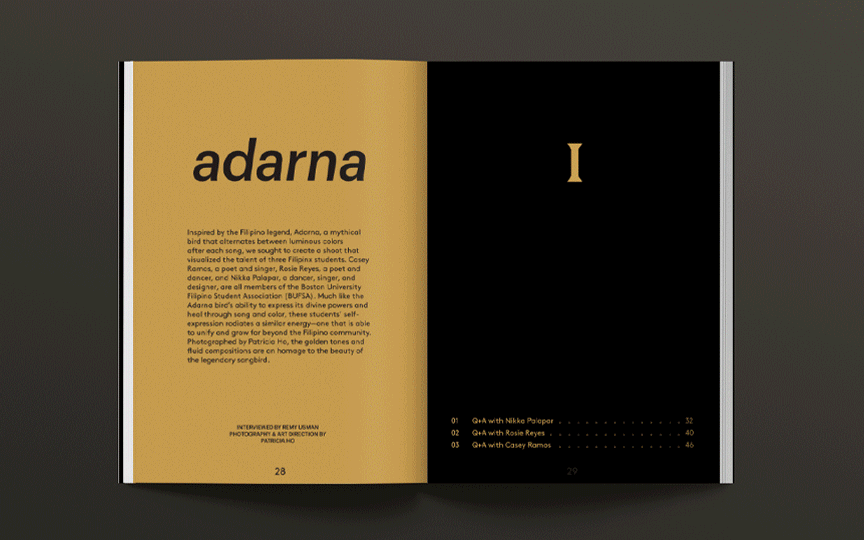 adarna
Inspired by the Filipino legend, Adarna, a mythical
bird that alternates between luminous colors
after each song, we sought to create a shoot that
visualized the talent of three Filipinx students. Casey
Ramos, a poet and singer, Rosie Reyes, a poet and
dancer, and Nikka Palapar, a dancer, singer, and
designer, are all members of the Boston University
Filipino Student Association (BUFSA). Much like the
Adarna bird's ability to express its divine powers and
heal through song and color, these students' self-
expression radiates a similar energy—one that is able
to unify and grow far beyond the Filipino community.
Photographed by Patricia Ho, the golden tones and
fluid compositions are an homage to the beauty of
the legendary songbird.
INTERVIEWED BY REMY USMAN
PHOTOGRAPHY & ART DIRECTION BY
PATRICIA HO
28
I
01 Q+A with Nikka Palapar . . . . . . . . . . . . . . . 32
02 Q+A with Rosie Reyes . . . . . . . . . . . . . . . . 40
03 Q+A with Casey Ramos . . . . . . . . . . . . . . . 46
29